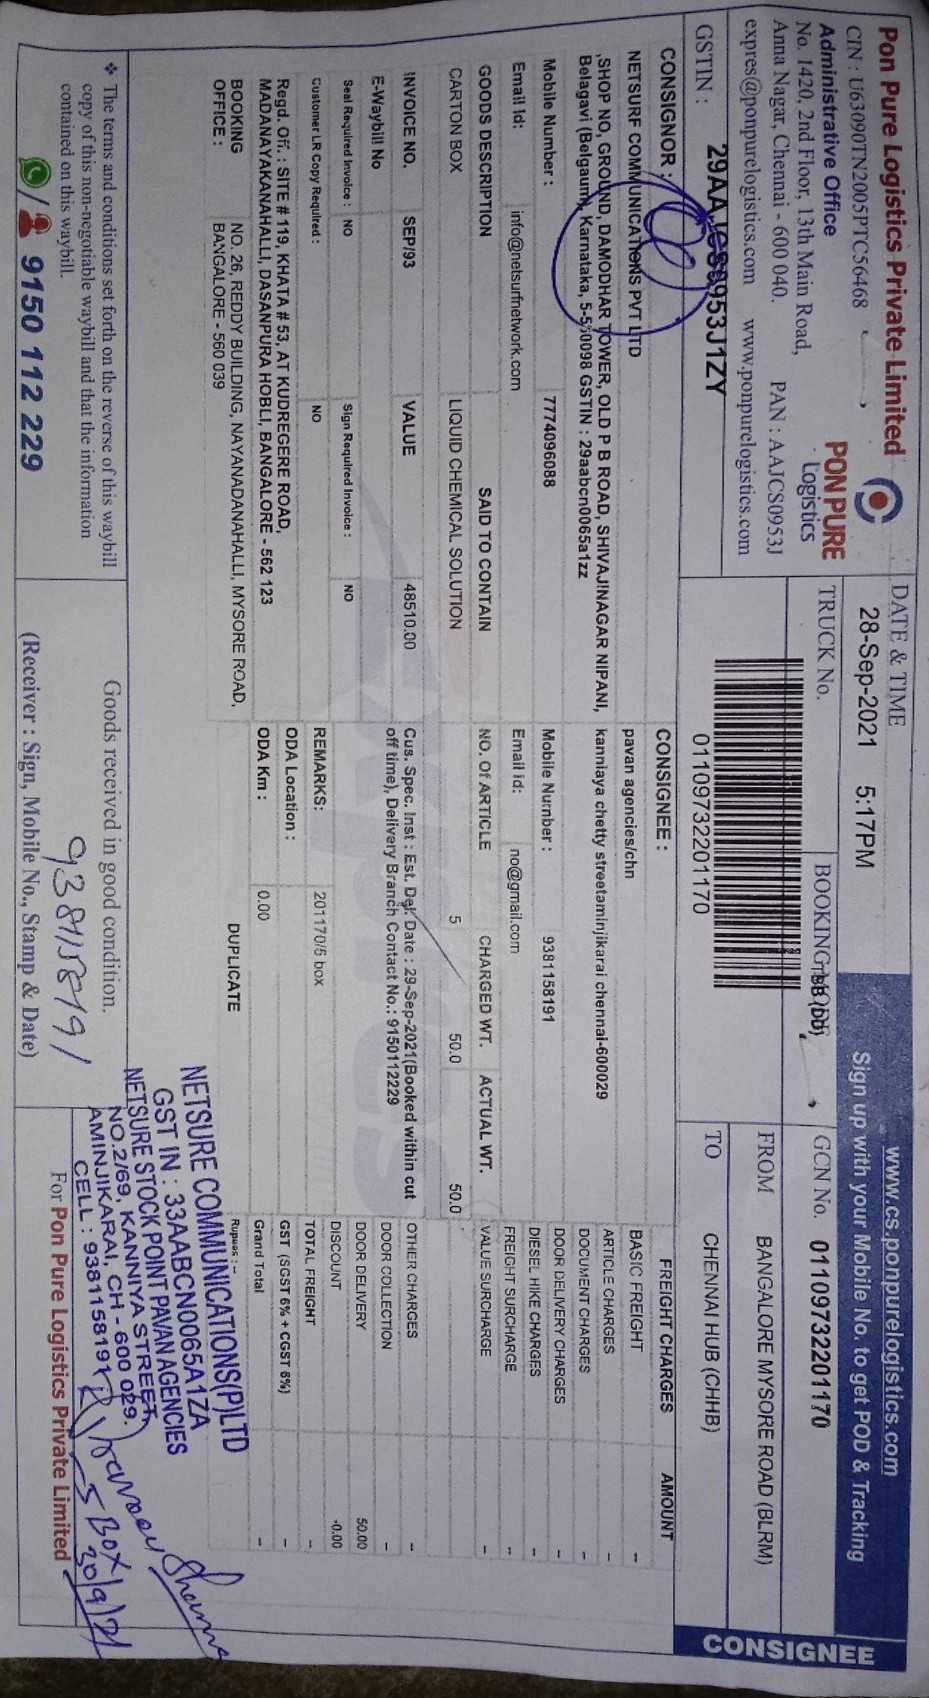 Pon Pure Logistics Private Limited
CIN : U63090TN2005PTC56468
Administrative Office
No. 1420, 2nd Floor, 13th Main Road,
Anna Nagar, Chennai - 600 040. PAN : AAJCS0953J
expres@ponpurelogistics.com www.ponpurelogistics.com
PON PURE
Logistics
DATE & TIME
28-Sep-2021 5:17PM
www.cs.ponpurelogistics.com
Sign up with your Mobile No. to get POD & Tracking
TRUCK No.
BOOKING
GCN No. 01109732201170
FROM BANGALORE MYSORE ROAD (BLRM)
TO CHENNAI HUB (CHHB)
CONSIGNEE
GSTIN : 29AAJCS0953J1ZY
01109732201170
CONSIGNOR :
NETSURF COMMUNICATIONS PVT LTD
,SHOP NO, GROUND, DAMODHAR TOWER, OLD P B ROAD, SHIVAJINAGAR NIPANI,
Belagavi (Belgaum), Karnataka, GSTIN : 29aabcn0065a1zz
Mobile Number : 7774096088
Email Id: info@netsurfnetwork.com
CONSIGNEE :
pavan agencies/chn
kanniaya chetty streetaminjikarai chennai-600029
Mobile Number : 9381158191
Email Id: no@gmail.com
GOODS DESCRIPTION SAID TO CONTAIN NO. Of ARTICLE CHARGED WT. ACTUAL WT.
CARTON BOX LIQUID CHEMICAL SOLUTION 5 50.0 50.0
INVOICE NO. SEP/93 VALUE 48510.00
E-Waybill No
Seal Required Invoice : NO Sign Required Invoice : NO
Customer LR Copy Required : NO
Cus. Spec. Inst : Est. Del. Date : 29-Sep-2021(Booked within cut
off time), Delivery Branch Contact No.: 9150112229
REMARKS: 201170/5 box
ODA Location :
ODA Km : 0.00
Regd. Off. : SITE # 119, KHATA # 53, AT KUDREGERE ROAD,
MADANAYAKANAHALLI, DASANPURA HOBLI, BANGALORE - 562 123
BOOKING OFFICE : NO. 26, REDDY BUILDING, NAYANADANAHALLI, MYSORE ROAD,
BANGALORE - 560 039
DUPLICATE
FREIGHT CHARGES AMOUNT
BASIC FREIGHT --
ARTICLE CHARGES --
DOCUMENT CHARGES --
DOOR DELIVERY CHARGES --
DIESEL HIKE CHARGES --
FREIGHT SURCHARGE --
VALUE SURCHARGE --
OTHER CHARGES --
DOOR COLLECTION --
DOOR DELIVERY 50.00
DISCOUNT -0.00
TOTAL FREIGHT --
GST (SGST 6% + CGST 6%) --
Grand Total --
Rupees : --
❖ The terms and conditions set forth on the reverse of this waybill
copy of this non-negotiable waybill and that the information
contained on this waybill.
9150 112 229
Goods received in good condition.
9381158191
(Receiver : Sign, Mobile No., Stamp & Date)
NETSURE COMMUNICATIONS(P)LTD
GST IN : 33AABCN0065A1ZA
NETSURE STOCK POINT PAVAN AGENCIES
NO.2/69, KANNIYA STREET,
AMINJIKARAI, CH - 600 029.
CELL : 9381158191
5 Box
30/9/21
For Pon Pure Logistics Private Limited